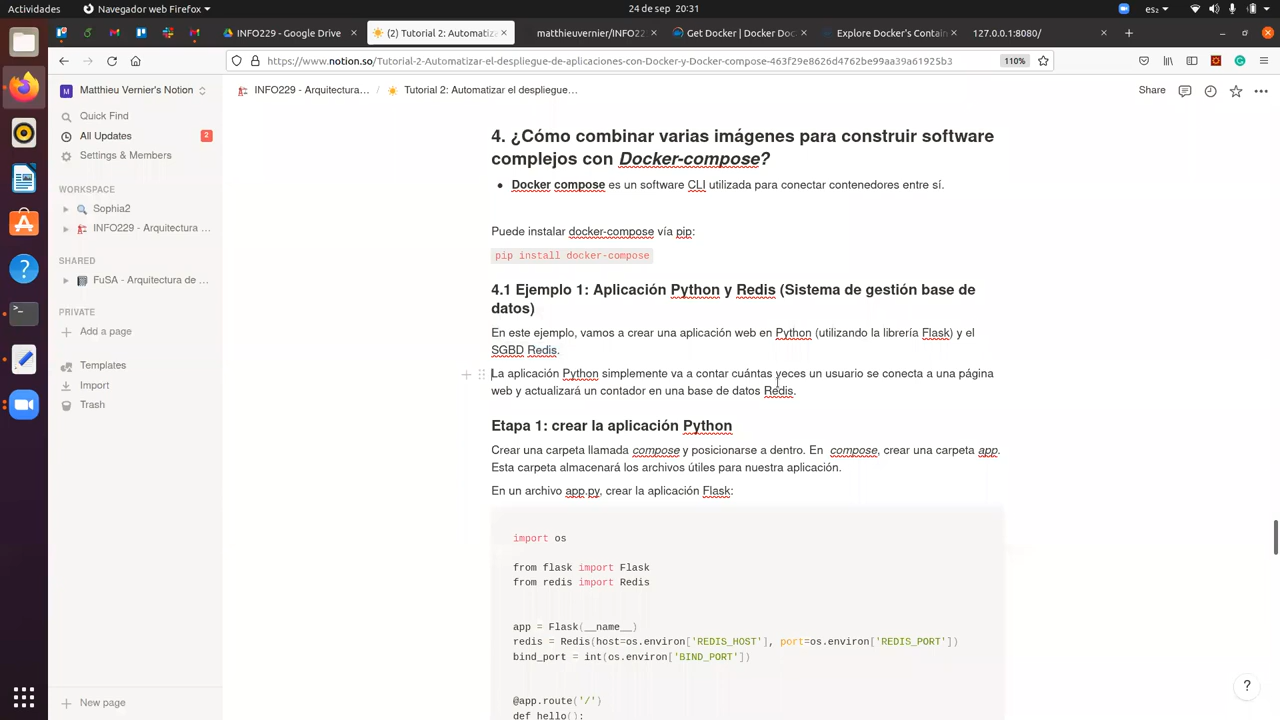 Actividades
Navegador web Firefox
24 de sep 20:31
es₂
INFO229 - Google Drive
(2) Tutorial 2: Automatiza
matthieuvernier/INFO22
Get Docker | Docker Doc
Explore Docker's Contain
127.0.0.1:8080/
https://www.notion.so/Tutorial-2-Automatizar-el-despliegue-de-aplicaciones-con-Docker-y-Docker-compose-463f29e8626d4762be99aa39a61925b3
110%
M Matthieu Vernier's Notion
INFO229 - Arquitectura... / Tutorial 2: Automatizar el despliegue...
Share
Quick Find
All Updates 2
Settings & Members
WORKSPACE
Sophia2
INFO229 - Arquitectura ...
SHARED
FuSA - Arquitectura de ...
PRIVATE
Add a page
Templates
Import
Trash
New page
4. ¿Cómo combinar varias imágenes para construir software
complejos con Docker-compose?
• Docker compose es un software CLI utilizada para conectar contenedores entre sí.
Puede instalar docker-compose vía pip:
pip install docker-compose
4.1 Ejemplo 1: Aplicación Python y Redis (Sistema de gestión base de
datos)
En este ejemplo, vamos a crear una aplicación web en Python (utilizando la librería Flask) y el
SGBD Redis.
La aplicación Python simplemente va a contar cuántas veces un usuario se conecta a una página
web y actualizará un contador en una base de datos Redis.
Etapa 1: crear la aplicación Python
Crear una carpeta llamada compose y posicionarse a dentro. En compose, crear una carpeta app.
Esta carpeta almacenará los archivos útiles para nuestra aplicación.
En un archivo app.py, crear la aplicación Flask:
import os
from flask import Flask
from redis import Redis
app = Flask(__name__)
redis = Redis(host=os.environ['REDIS_HOST'], port=os.environ['REDIS_PORT'])
bind_port = int(os.environ['BIND_PORT'])
@app.route('/')
def hello():
?